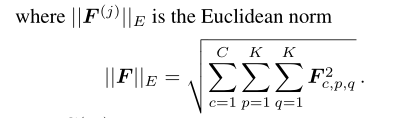 where ||F^{(j)}||_E is the Euclidean norm
||F||_E = \sqrt{\sum_{c=1}^{C} \sum_{p=1}^{K} \sum_{q=1}^{K} F_{c,p,q}^2} .